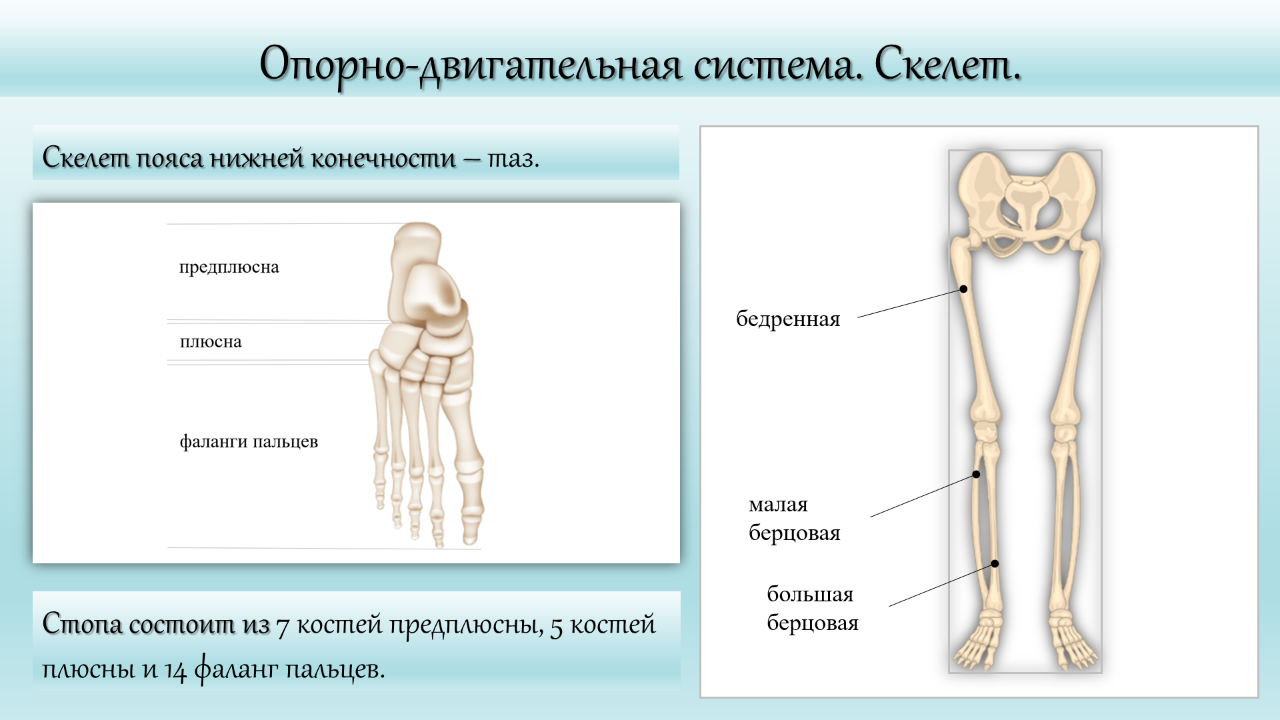 Опорно-двигательная система. Скелет.
Скелет пояса нижней конечности – таз.
предплюсна
плюсна
фаланги пальцев
Стопа состоит из 7 костей предплюсны, 5 костей
плюсны и 14 фаланг пальцев.
бедренная
малая
берцовая
большая
берцовая